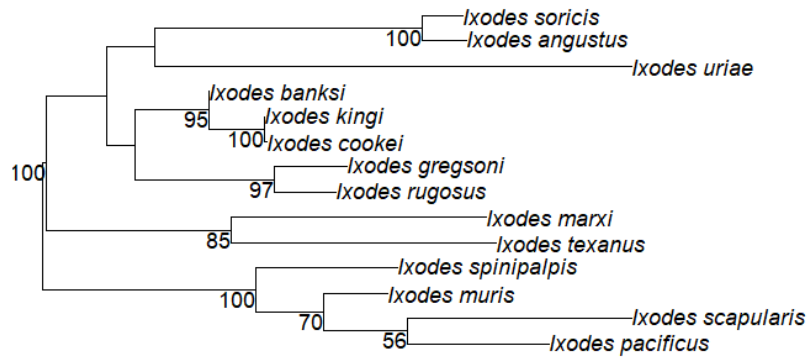 Ixodes soricis
100
Ixodes angustus
Ixodes uriae
Ixodes banksi
95
Ixodes kingi
100
Ixodes cookei
100
Ixodes gregsoni
97
Ixodes rugosus
Ixodes marxi
85
Ixodes texanus
Ixodes spinipalpis
100
Ixodes muris
70
Ixodes scapularis
56
Ixodes pacificus